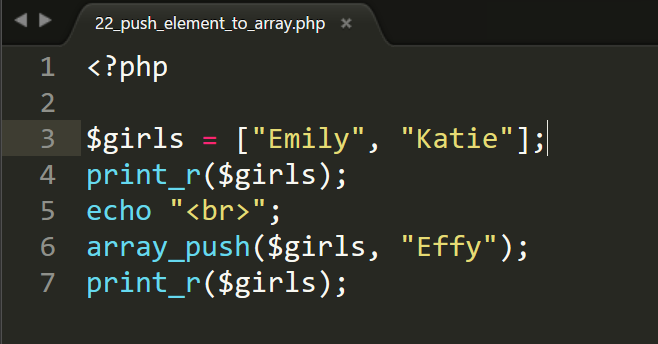 22_push_element_to_array.php ×
1 <?php
2
3 $girls = ["Emily", "Katie"];
4 print_r($girls);
5 echo "<br>";
6 array_push($girls, "Effy");
7 print_r($girls);